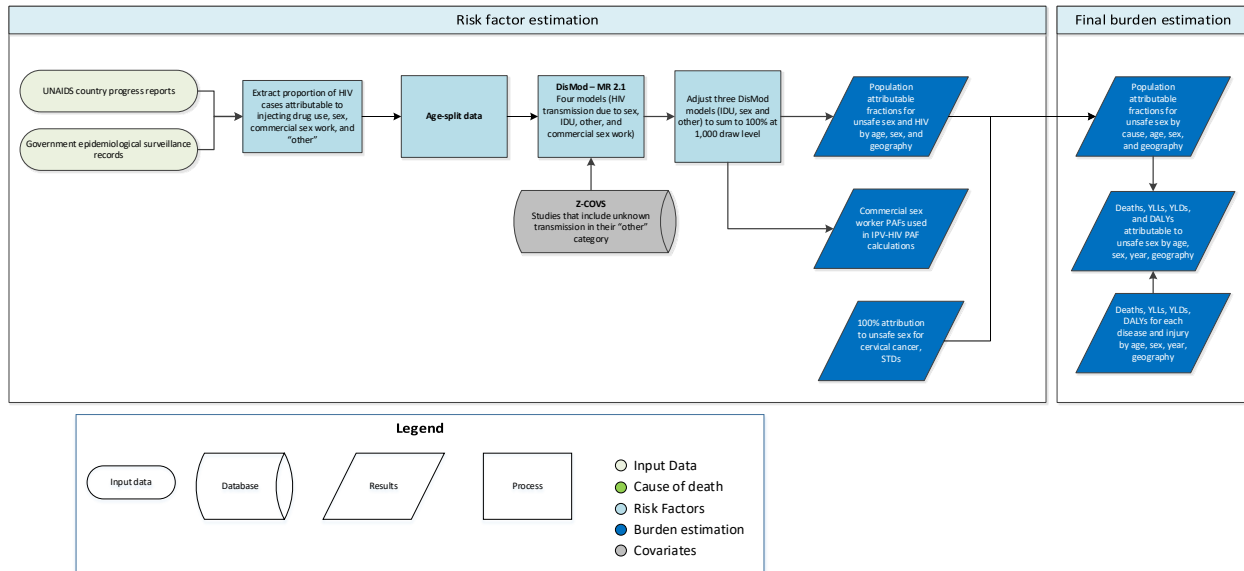 Risk factor estimation
Final burden estimation
UNAIDS country progress reports
Government epidemiological surveillance
records
Extract proportion of HIV
cases attributable to
injecting drug use, sex,
commercial sex work, and
“other”
Age-split data
DisMod – MR 2.1
Four models (HIV
transmission due to sex,
IDU, other, and
commercial sex work)
Z-COVS
Studies that include unknown
transmission in their “other”
category
Adjust three DisMod
models (IDU, sex and
other) to sum to 100% at
1,000 draw level
Population
attributable
fractions for
unsafe sex and HIV
by age, sex, and
geography
Commercial sex
worker PAFs used
in IPV-HIV PAF
calculations
100% attribution
to unsafe sex for
cervical cancer,
STDs
Population
attributable
fractions for
unsafe sex by
cause, age, sex,
and geography
Deaths, YLLs, YLDs,
and DALYs
attributable to
unsafe sex by age,
sex, year, geography
Deaths, YLLs, YLDs,
DALYs for each
disease and injury
by age, sex, year,
geography
Legend
Input data
Database
Results
Process
Input Data
Cause of death
Risk Factors
Burden estimation
Covariates